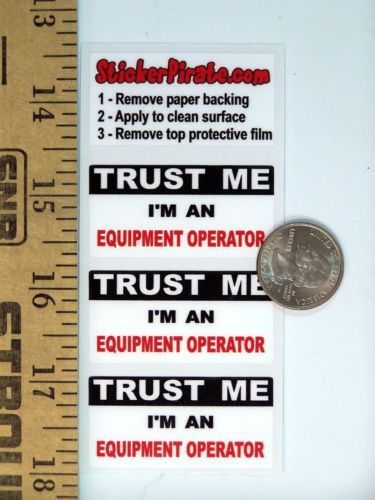 StickerPirate.com
1 - Remove paper backing
2 - Apply to clean surface
3 - Remove top protective film
TRUST ME
I'M AN
EQUIPMENT OPERATOR
TRUST ME
I'M AN
EQUIPMENT OPERATOR
TRUST ME
I'M AN
EQUIPMENT OPERATOR
13
14
15
16
17
18
LIBERTY